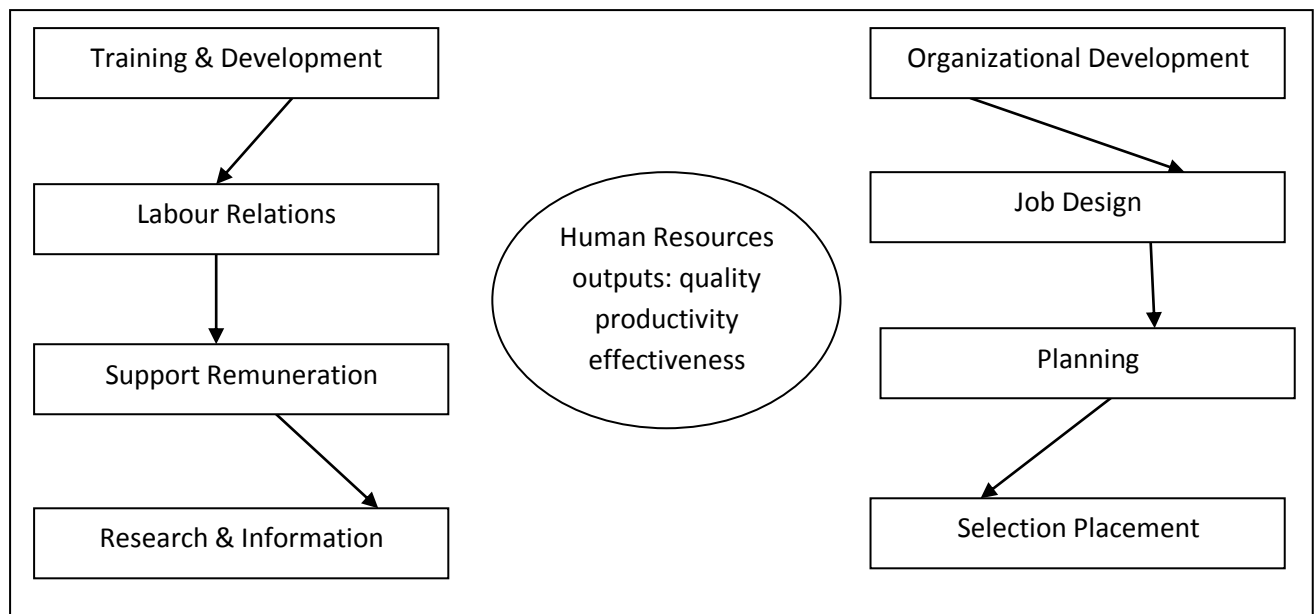 Training & Development
Labour Relations
Support Remuneration
Research & Information
Human Resources
outputs: quality
productivity
effectiveness
Organizational Development
Job Design
Planning
Selection Placement